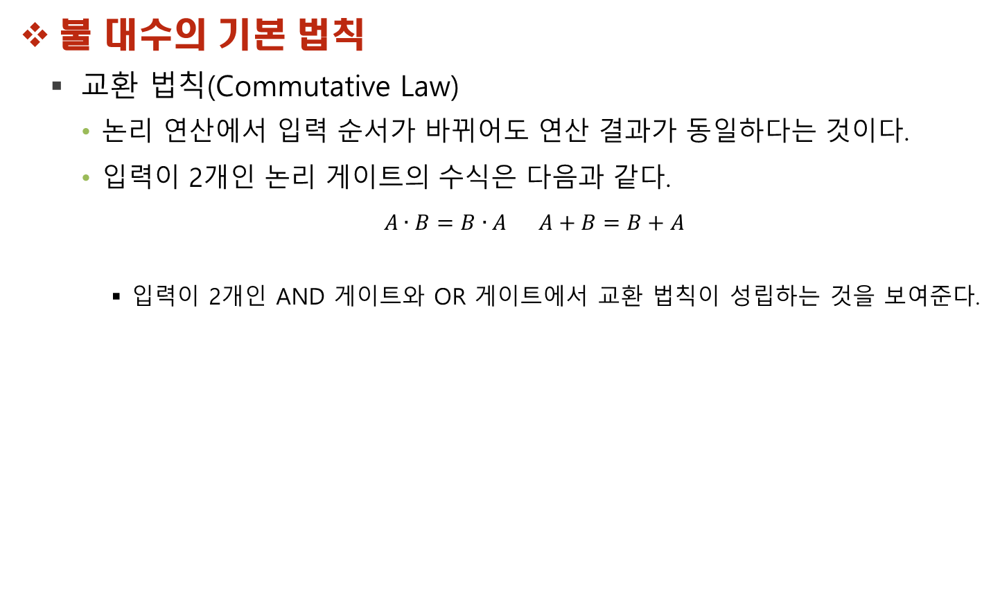 ❖ 불 대수의 기본 법칙
▪ 교환 법칙(Commutative Law)
• 논리 연산에서 입력 순서가 바뀌어도 연산 결과가 동일하다는 것이다.
• 입력이 2개인 논리 게이트의 수식은 다음과 같다.
A · B = B · A A + B = B + A
▪ 입력이 2개인 AND 게이트와 OR 게이트에서 교환 법칙이 성립하는 것을 보여준다.